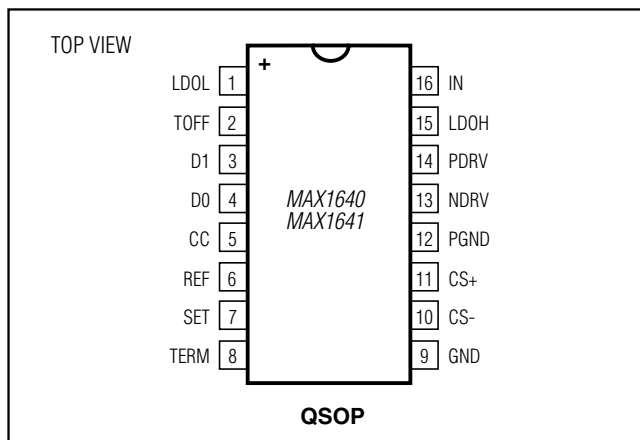 TOP VIEW
+
LDOL 1
TOFF 2
D1 3
D0 4
CC 5
REF 6
SET 7
TERM 8
MAX1640
MAX1641
16 IN
15 LDOH
14 PDRV
13 NDRV
12 PGND
11 CS+
10 CS-
9 GND
QSOP